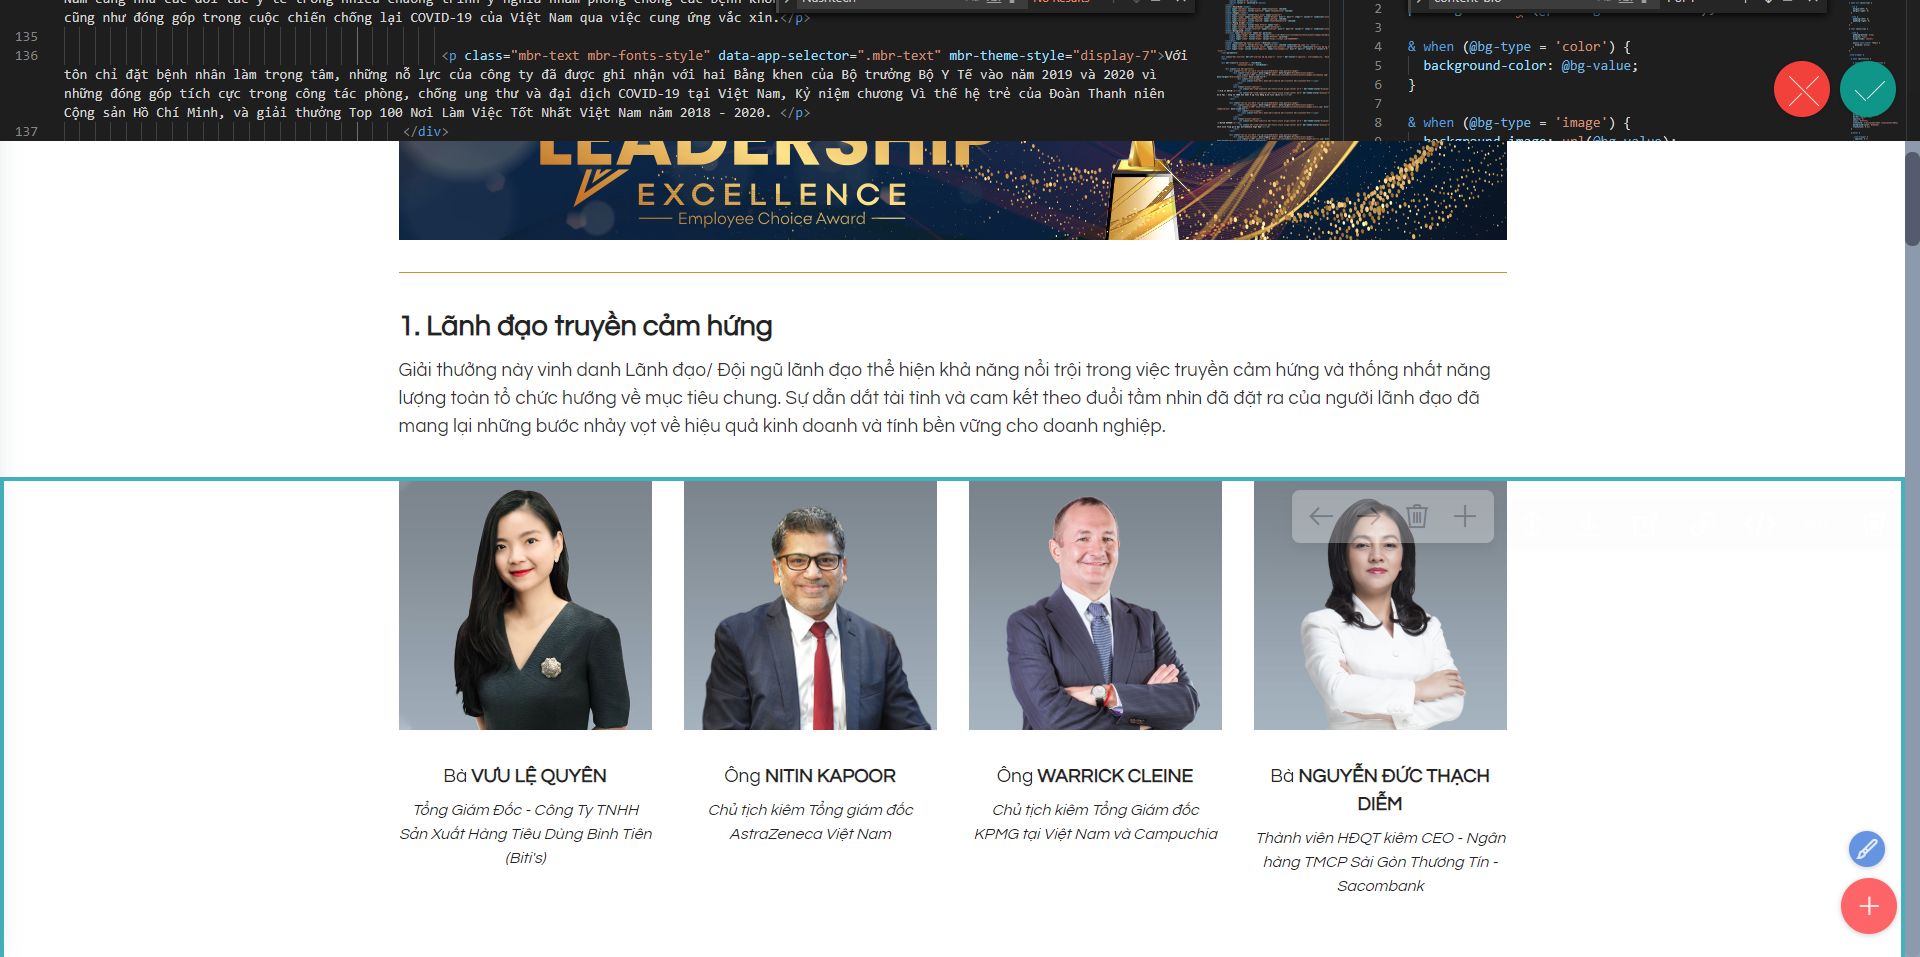 cũng như đóng góp trong cuộc chiến chống lại COVID-19 của Việt Nam qua việc cung ứng vắc xin.</p>
135
136 <p class="mbr-text mbr-fonts-style" data-app-selector=".mbr-text" mbr-theme-style="display-7">Với
tôn chỉ đặt bệnh nhân làm trọng tâm, những nỗ lực của công ty đã được ghi nhận với hai Bằng khen của Bộ trưởng Bộ Y Tế vào năm 2019 và 2020 vì
những đóng góp tích cực trong công tác phòng, chống ung thư và đại dịch COVID-19 tại Việt Nam, Kỷ niệm chương Vì thế hệ trẻ của Đoàn Thanh niên
Cộng sản Hồ Chí Minh, và giải thưởng Top 100 Nơi Làm Việc Tốt Nhất Việt Nam năm 2018 - 2020. </p>
137 </div>
No Results
2
3
4 & when (@bg-type = 'color') {
5 background-color: @bg-value;
6 }
7
8 & when (@bg-type = 'image') {
LEADERSHIP
EXCELLENCE
Employee Choice Award
1. Lãnh đạo truyền cảm hứng
Giải thưởng này vinh danh Lãnh đạo/ Đội ngũ lãnh đạo thể hiện khả năng nổi trội trong việc truyền cảm hứng và thống nhất năng
lượng toàn tổ chức hướng về mục tiêu chung. Sự dẫn dắt tài tình và cam kết theo đuổi tầm nhìn đã đặt ra của người lãnh đạo đã
mang lại những bước nhảy vọt về hiệu quả kinh doanh và tính bền vững cho doanh nghiệp.
Bà VƯU LỆ QUYÊN
Tổng Giám Đốc - Công Ty TNHH
Sản Xuất Hàng Tiêu Dùng Bình Tiên
(Biti's)
Ông NITIN KAPOOR
Chủ tịch kiêm Tổng giám đốc
AstraZeneca Việt Nam
Ông WARRICK CLEINE
Chủ tịch kiêm Tổng Giám đốc
KPMG tại Việt Nam và Campuchia
Bà NGUYỄN ĐỨC THẠCH
DIỄM
Thành viên HĐQT kiêm CEO - Ngân
hàng TMCP Sài Gòn Thương Tín -
Sacombank